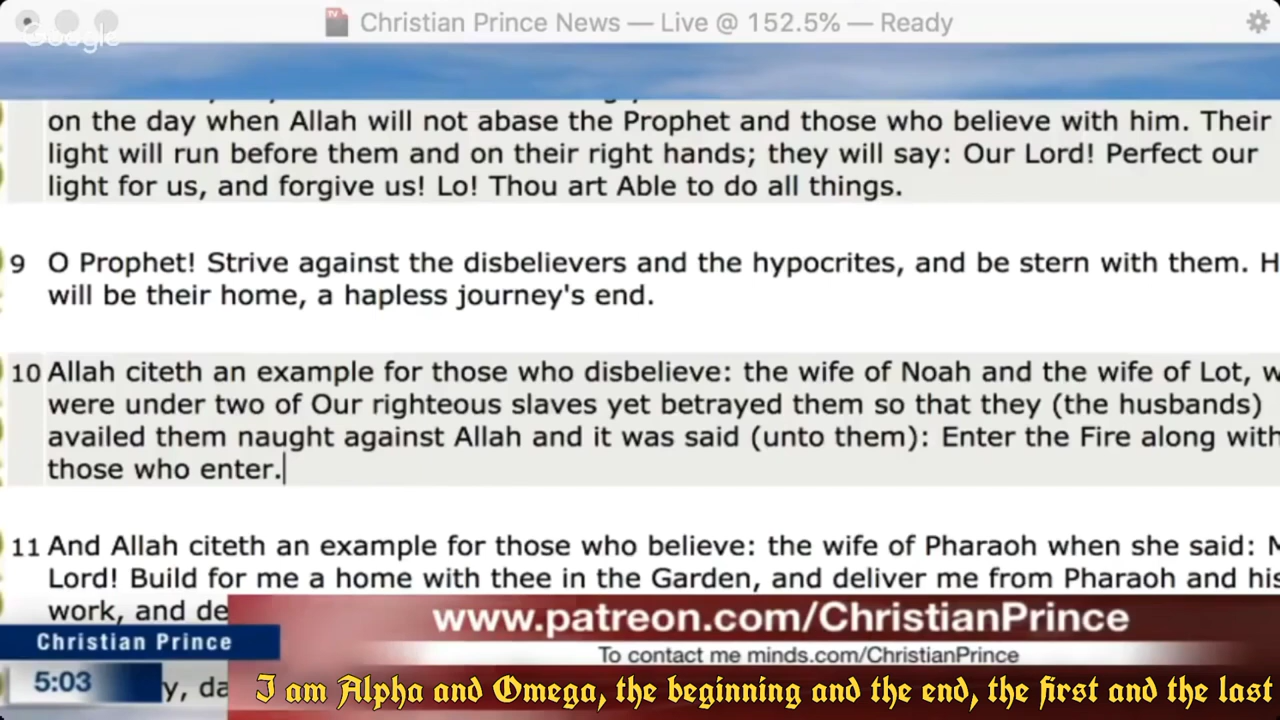 Christian Prince News — Live @ 152.5% — Ready
Google
on the day when Allah will not abase the Prophet and those who believe with him. Their
light will run before them and on their right hands; they will say: Our Lord! Perfect our
light for us, and forgive us! Lo! Thou art Able to do all things.
9 O Prophet! Strive against the disbelievers and the hypocrites, and be stern with them. H
will be their home, a hapless journey's end.
10 Allah citeth an example for those who disbelieve: the wife of Noah and the wife of Lot, w
were under two of Our righteous slaves yet betrayed them so that they (the husbands)
availed them naught against Allah and it was said (unto them): Enter the Fire along with
those who enter.
11 And Allah citeth an example for those who believe: the wife of Pharaoh when she said: M
Lord! Build for me a home with thee in the Garden, and deliver me from Pharaoh and his
work, and de
www.patreon.com/ChristianPrince
Christian Prince
To contact me minds.com/ChristianPrince
5:03
y, da
I am Alpha and Omega, the beginning and the end, the first and the last